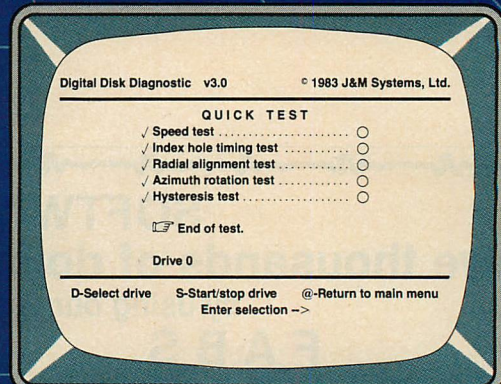 Digital Disk Diagnostic v3.0 © 1983 J&M Systems, Ltd.
QUICK TEST
√ Speed test ..................... ○
√ Index hole timing test ............ ○
√ Radial alignment test ............ ○
√ Azimuth rotation test ............ ○
√ Hysteresis test .................. ○
☞ End of test.
Drive 0
D-Select drive S-Start/stop drive @-Return to main menu
Enter selection -->